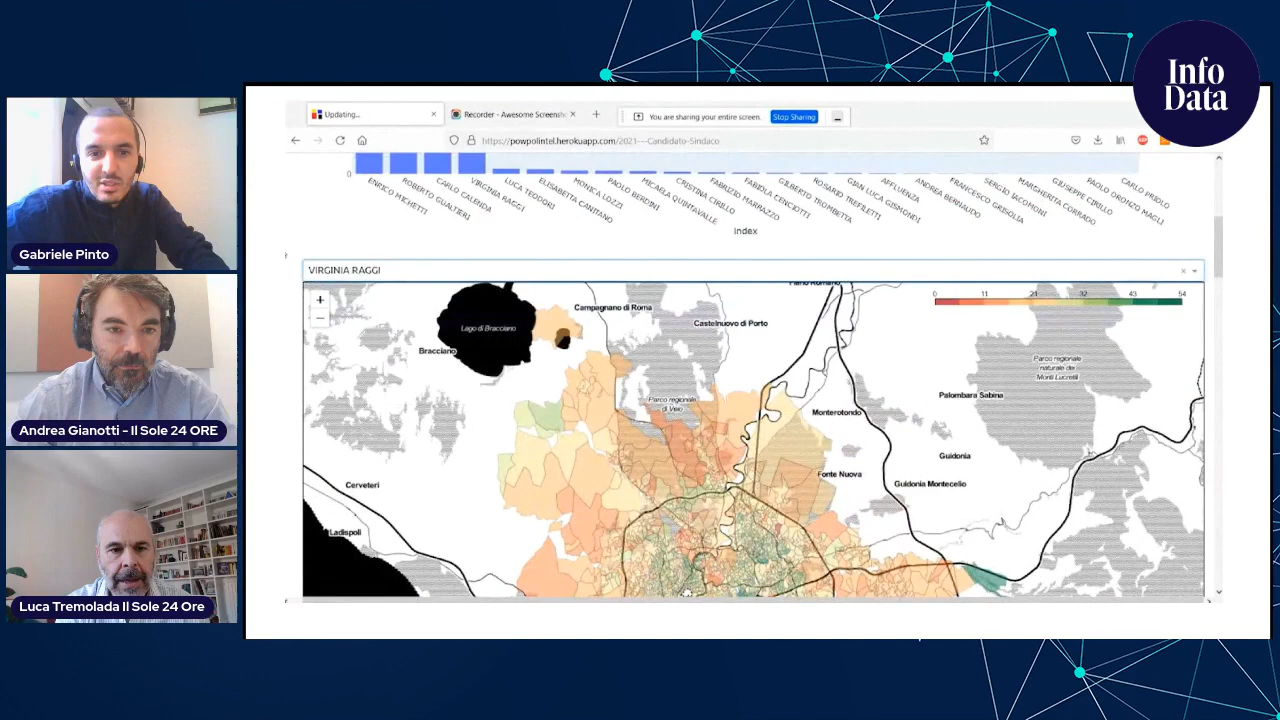 Info
Data
Updating...
Recorder - Awesome Screensh
You are sharing your entire screen.
Stop Sharing
https://powpolintel.herokuapp.com/2021---Candidato-Sindaco
0
ENRICO MICHETTI
ROBERTO GUALTIERI
CARLO CALENDA
VIRGINIA RAGGI
LUCA TEODORI
ELISABETTA CANITANO
MONICA LOZZI
PAOLO BERDINI
MICAELA QUINTAVALLE
CRISTINA CIRILLO
FABRIZIO MARRAZZO
FABIOLA CENCIOTTI
GILBERTO TROMBETTA
ROSARIO TREFILETTI
GIAN LUCA GISMONDI
AFFLUENZA
ANDREA BERNAUDO
FRANCESCO GRISOLIA
SERGIO IACOMONI
MARGHERITA CORRADO
GIUSEPPE CIRILLO
PAOLO ORONZO MAGLI
CARLO PRIOLO
Index
VIRGINIA RAGGI
+
−
0 11 21 32 43 54
Fiano Romano
Campagnano di Roma
Lago di Bracciano
Castelnuovo di Porto
Bracciano
Parco regionale
naturale dei
Monti Lucretili
Palombara Sabina
Parco regionale
di Veio
Monterotondo
Guidonia
Fonte Nuova
Guidonia Montecelio
Cerveteri
Ladispoli
Gabriele Pinto
Andrea Gianotti - Il Sole 24 ORE
Luca Tremolada Il Sole 24 Ore